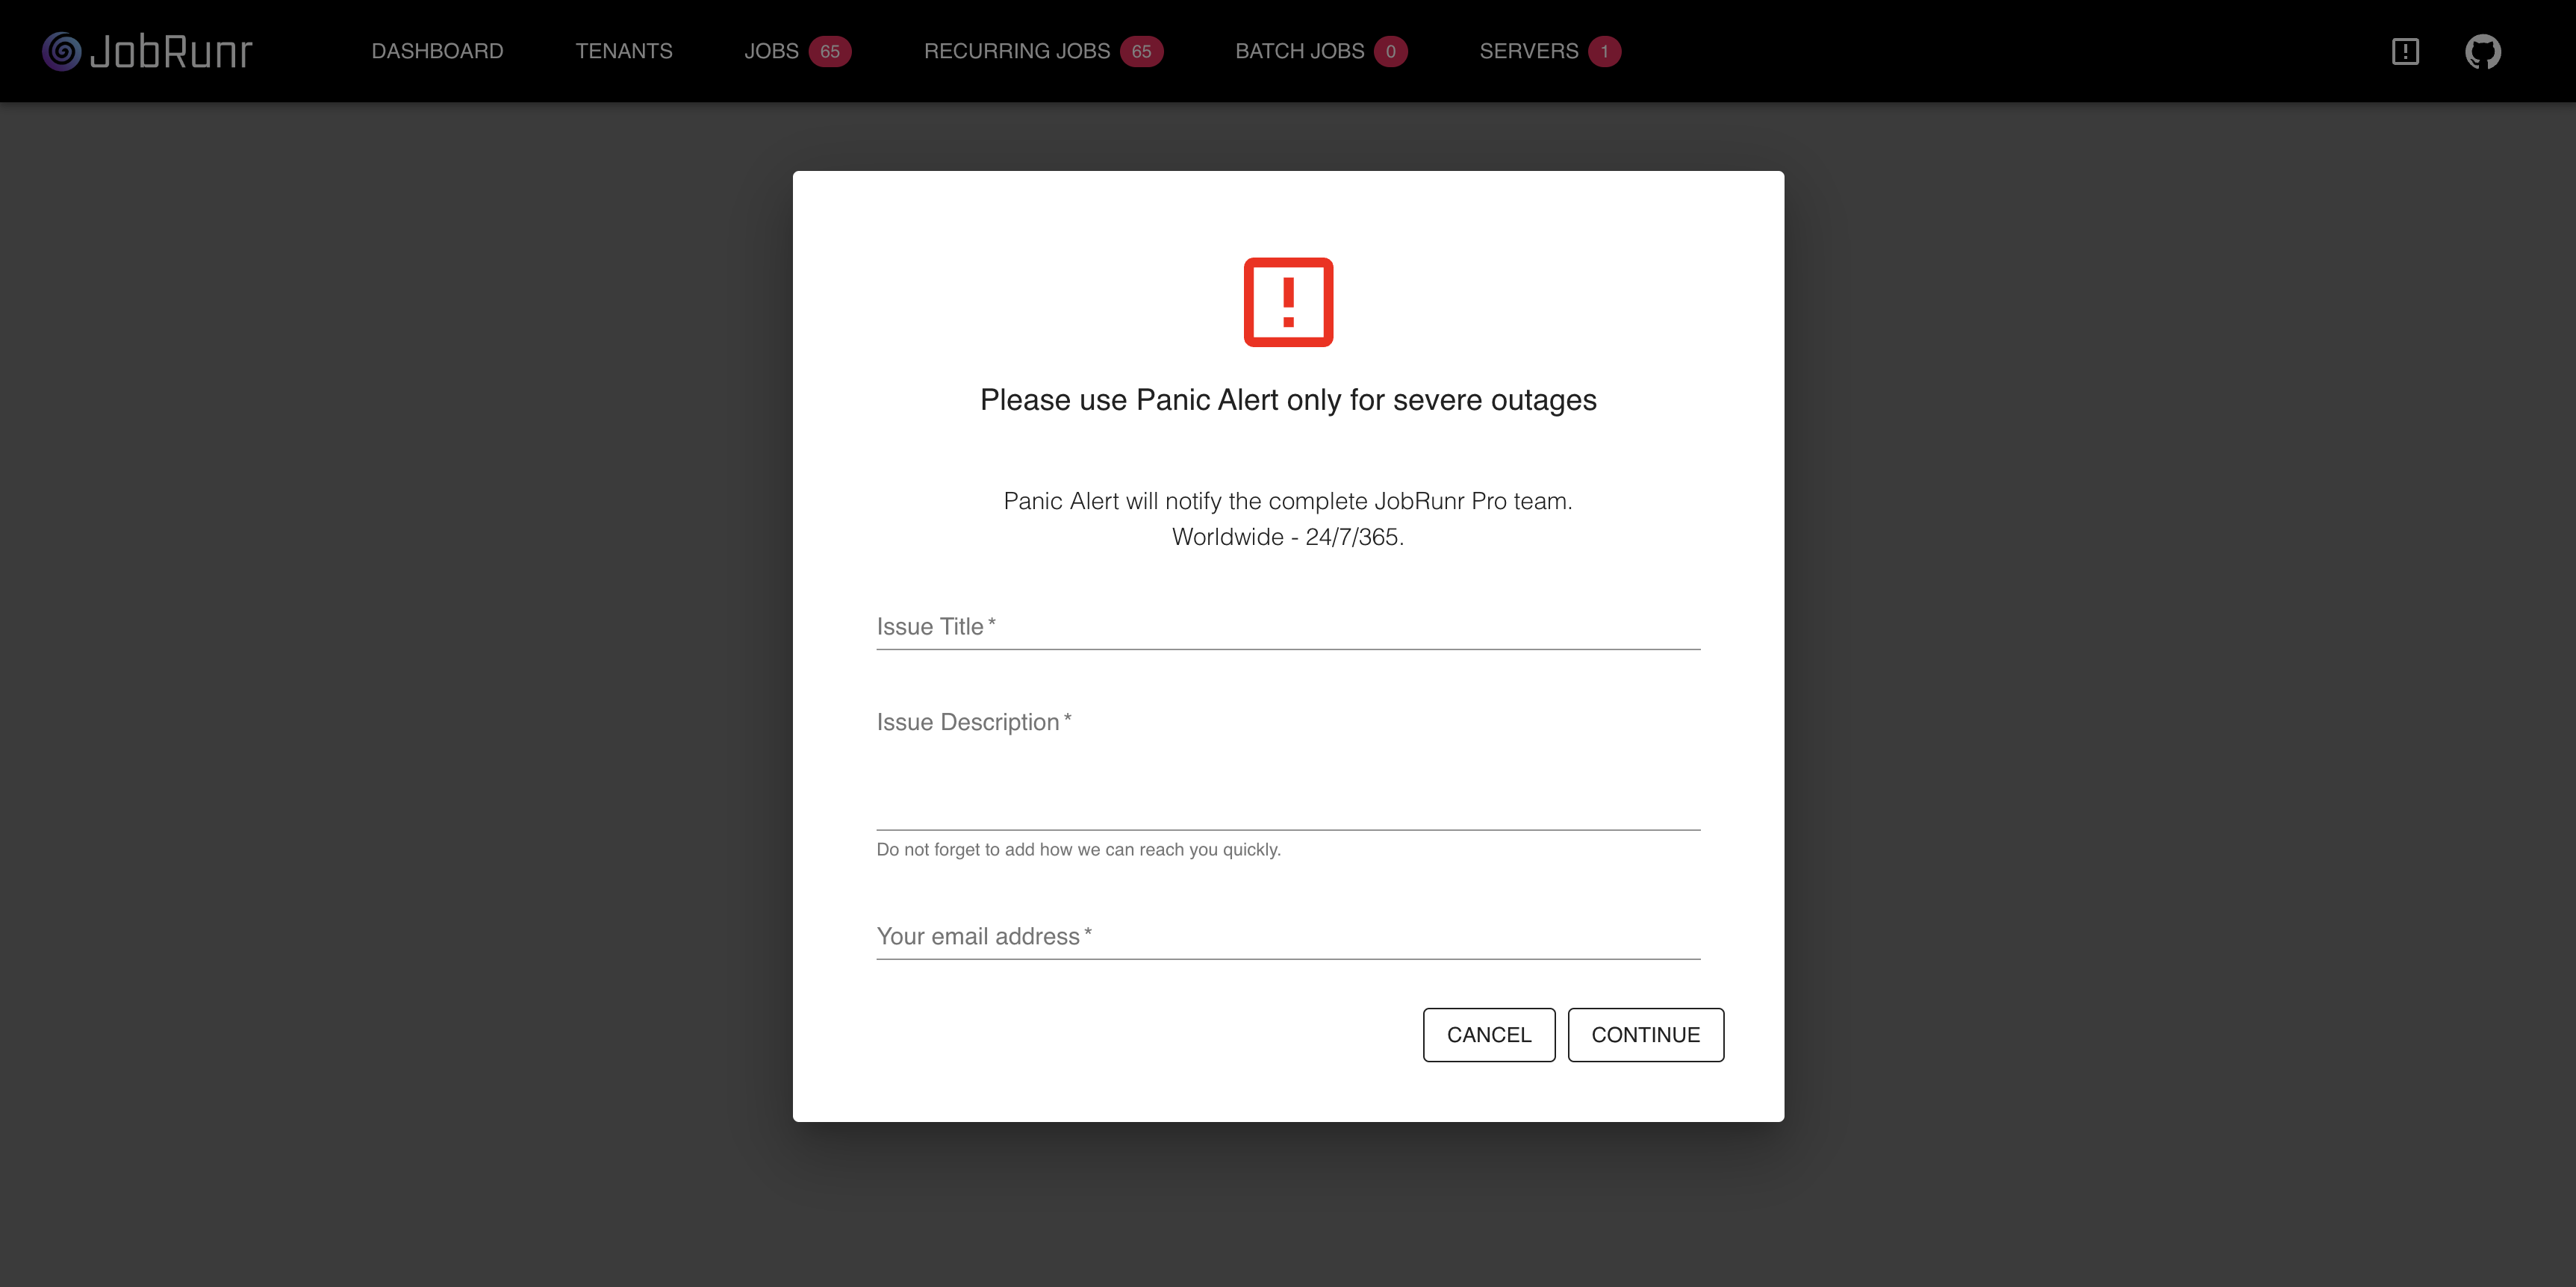 JobRunr DASHBOARD TENANTS JOBS 65 RECURRING JOBS 65 BATCH JOBS 0 SERVERS 1
Please use Panic Alert only for severe outages
Panic Alert will notify the complete JobRunr Pro team.
Worldwide - 24/7/365.
Issue Title *
Issue Description *
Do not forget to add how we can reach you quickly.
Your email address *
CANCEL CONTINUE